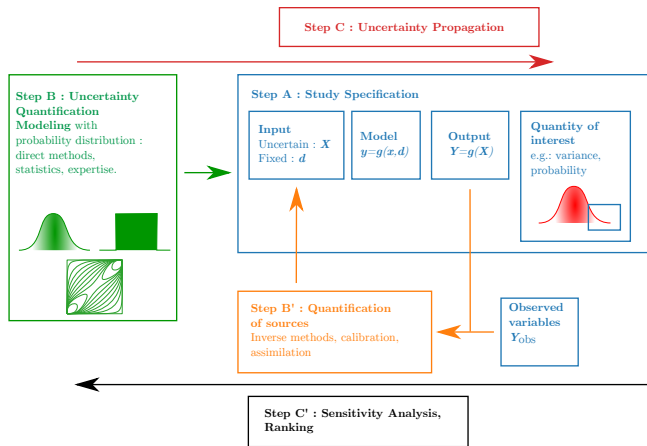 Step C : Uncertainty Propagation
Step B : Uncertainty
Quantification
Modeling with
probability distribution :
direct methods,
statistics, expertise.
Step A : Study Specification
Input
Uncertain : X
Fixed : d
Model
y=g(x,d)
Output
Y=g(X)
Quantity of
interest
e.g.: variance,
probability
Step B' : Quantification
of sources
Inverse methods, calibration,
assimilation
Observed
variables
Yobs
Step C' : Sensitivity Analysis,
Ranking